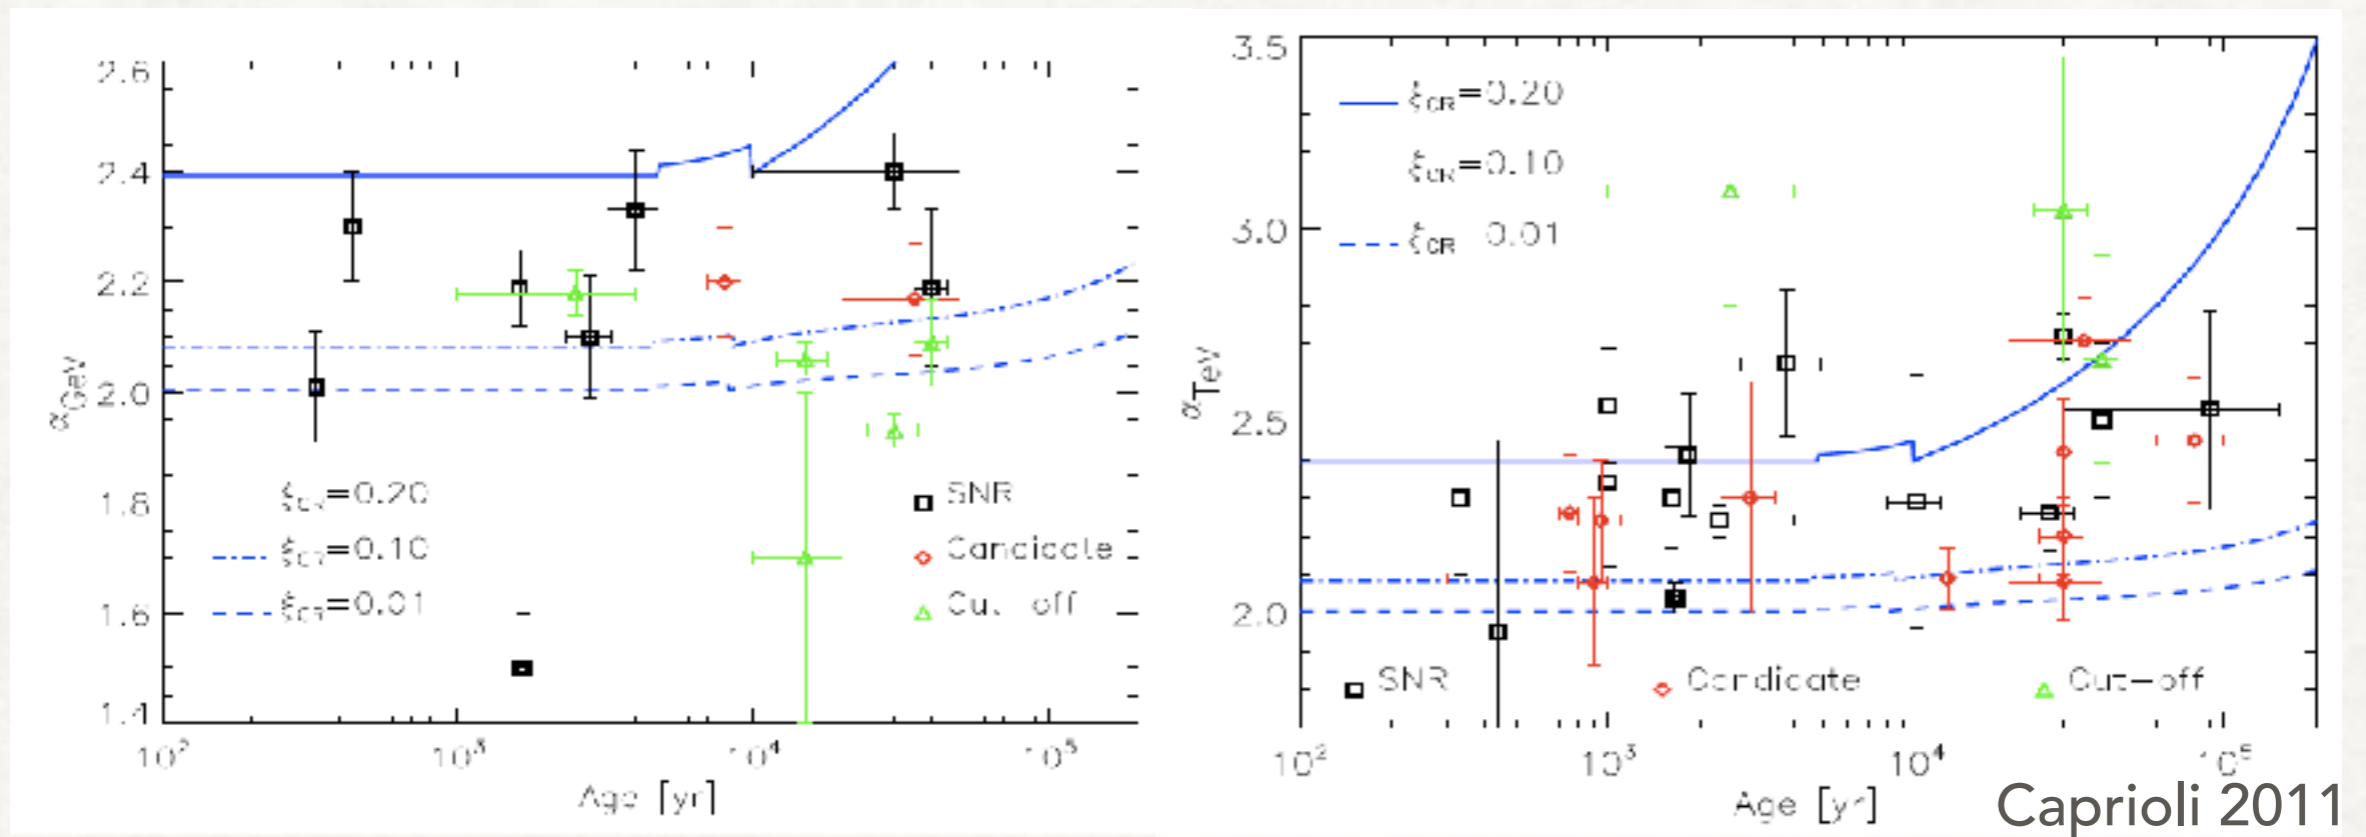 2.6
2.4
2.2
2.0
1.8
1.6
1.4
αGeV
ξCR=0.20
ξCR=0.10
ξCR=0.01
SNR
Candidate
Cut-off
10² 10³ 10⁴ 10⁵
Age [yr]
3.5
3.0
2.5
2.0
αTeV
ξCR=0.20
ξCR=0.10
ξCR 0.01
SNR Candidate Cut-off
10² 10³ 10⁴ 10⁵
Age [yr]
Caprioli 2011